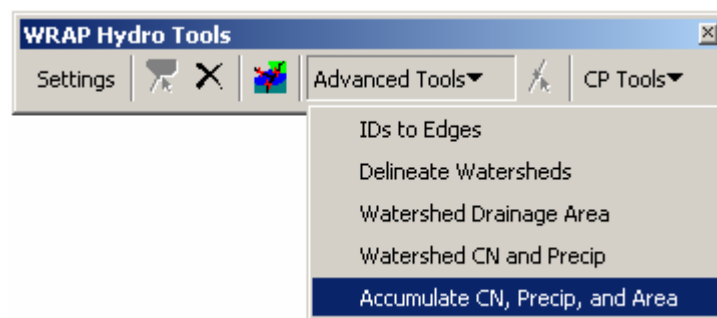 WRAP Hydro Tools
Settings Advanced Tools CP Tools
IDs to Edges
Delineate Watersheds
Watershed Drainage Area
Watershed CN and Precip
Accumulate CN, Precip, and Area